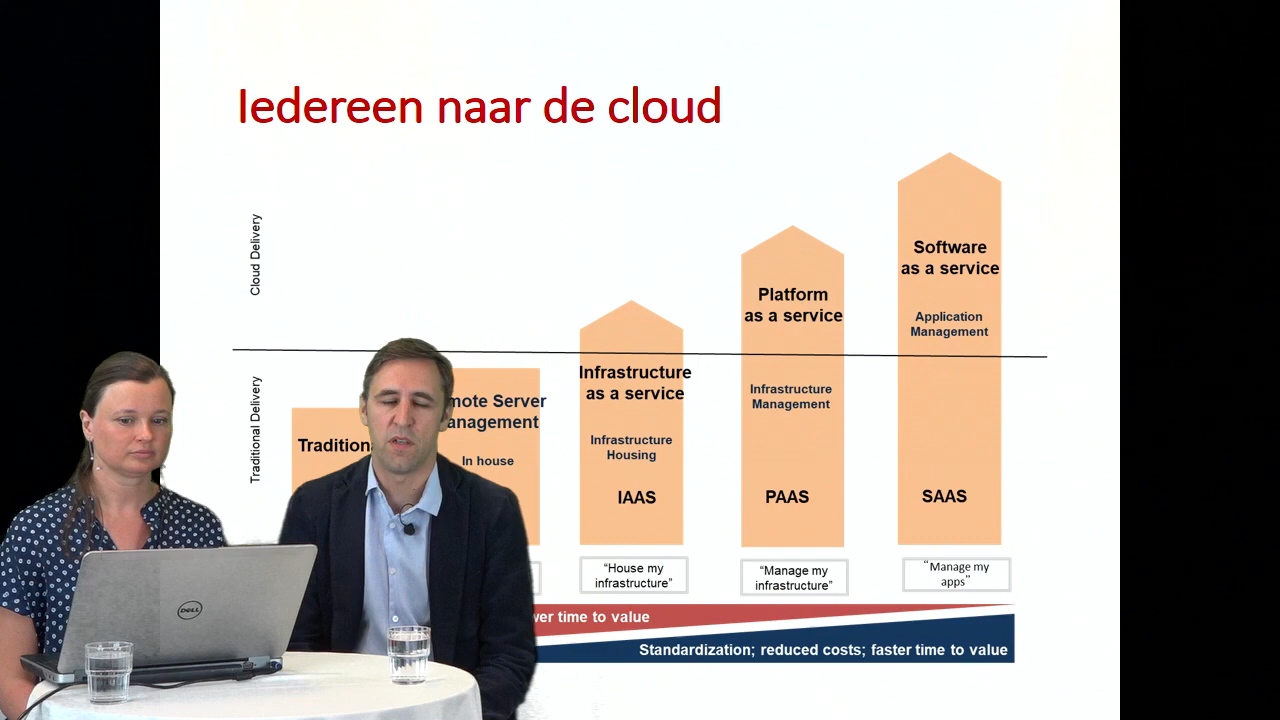 Iedereen naar de cloud
Cloud Delivery
Traditional Delivery
Software
as a service
Application
Management
SAAS
Platform
as a service
Infrastructure
Management
PAAS
Infrastructure
as a service
Infrastructure
Housing
IAAS
Server
In house
“House my
infrastructure”
“Manage my
infrastructure”
“Manage my
apps”
time to value
Standardization; reduced costs; faster time to value
DELL